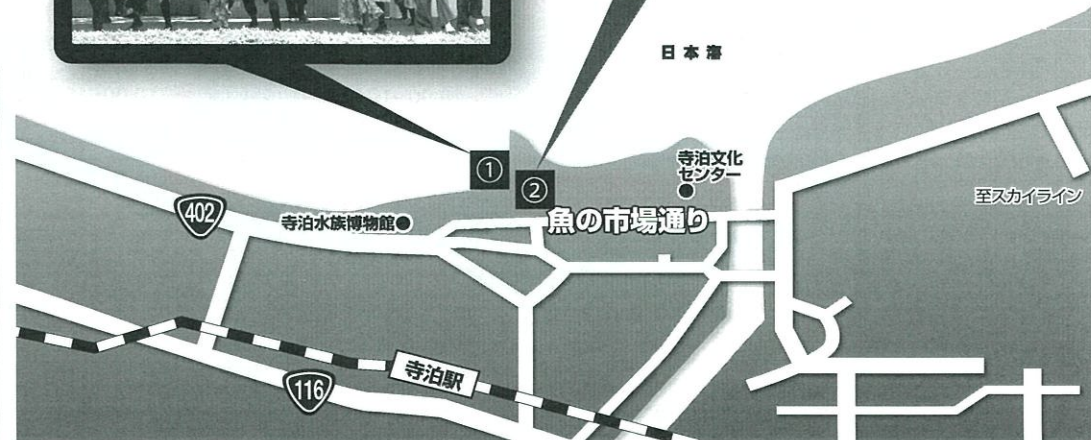 日本海
①
②
寺泊文化
センター
至スカイライン
402
寺泊水族博物館
魚の市場通り
寺泊駅
116